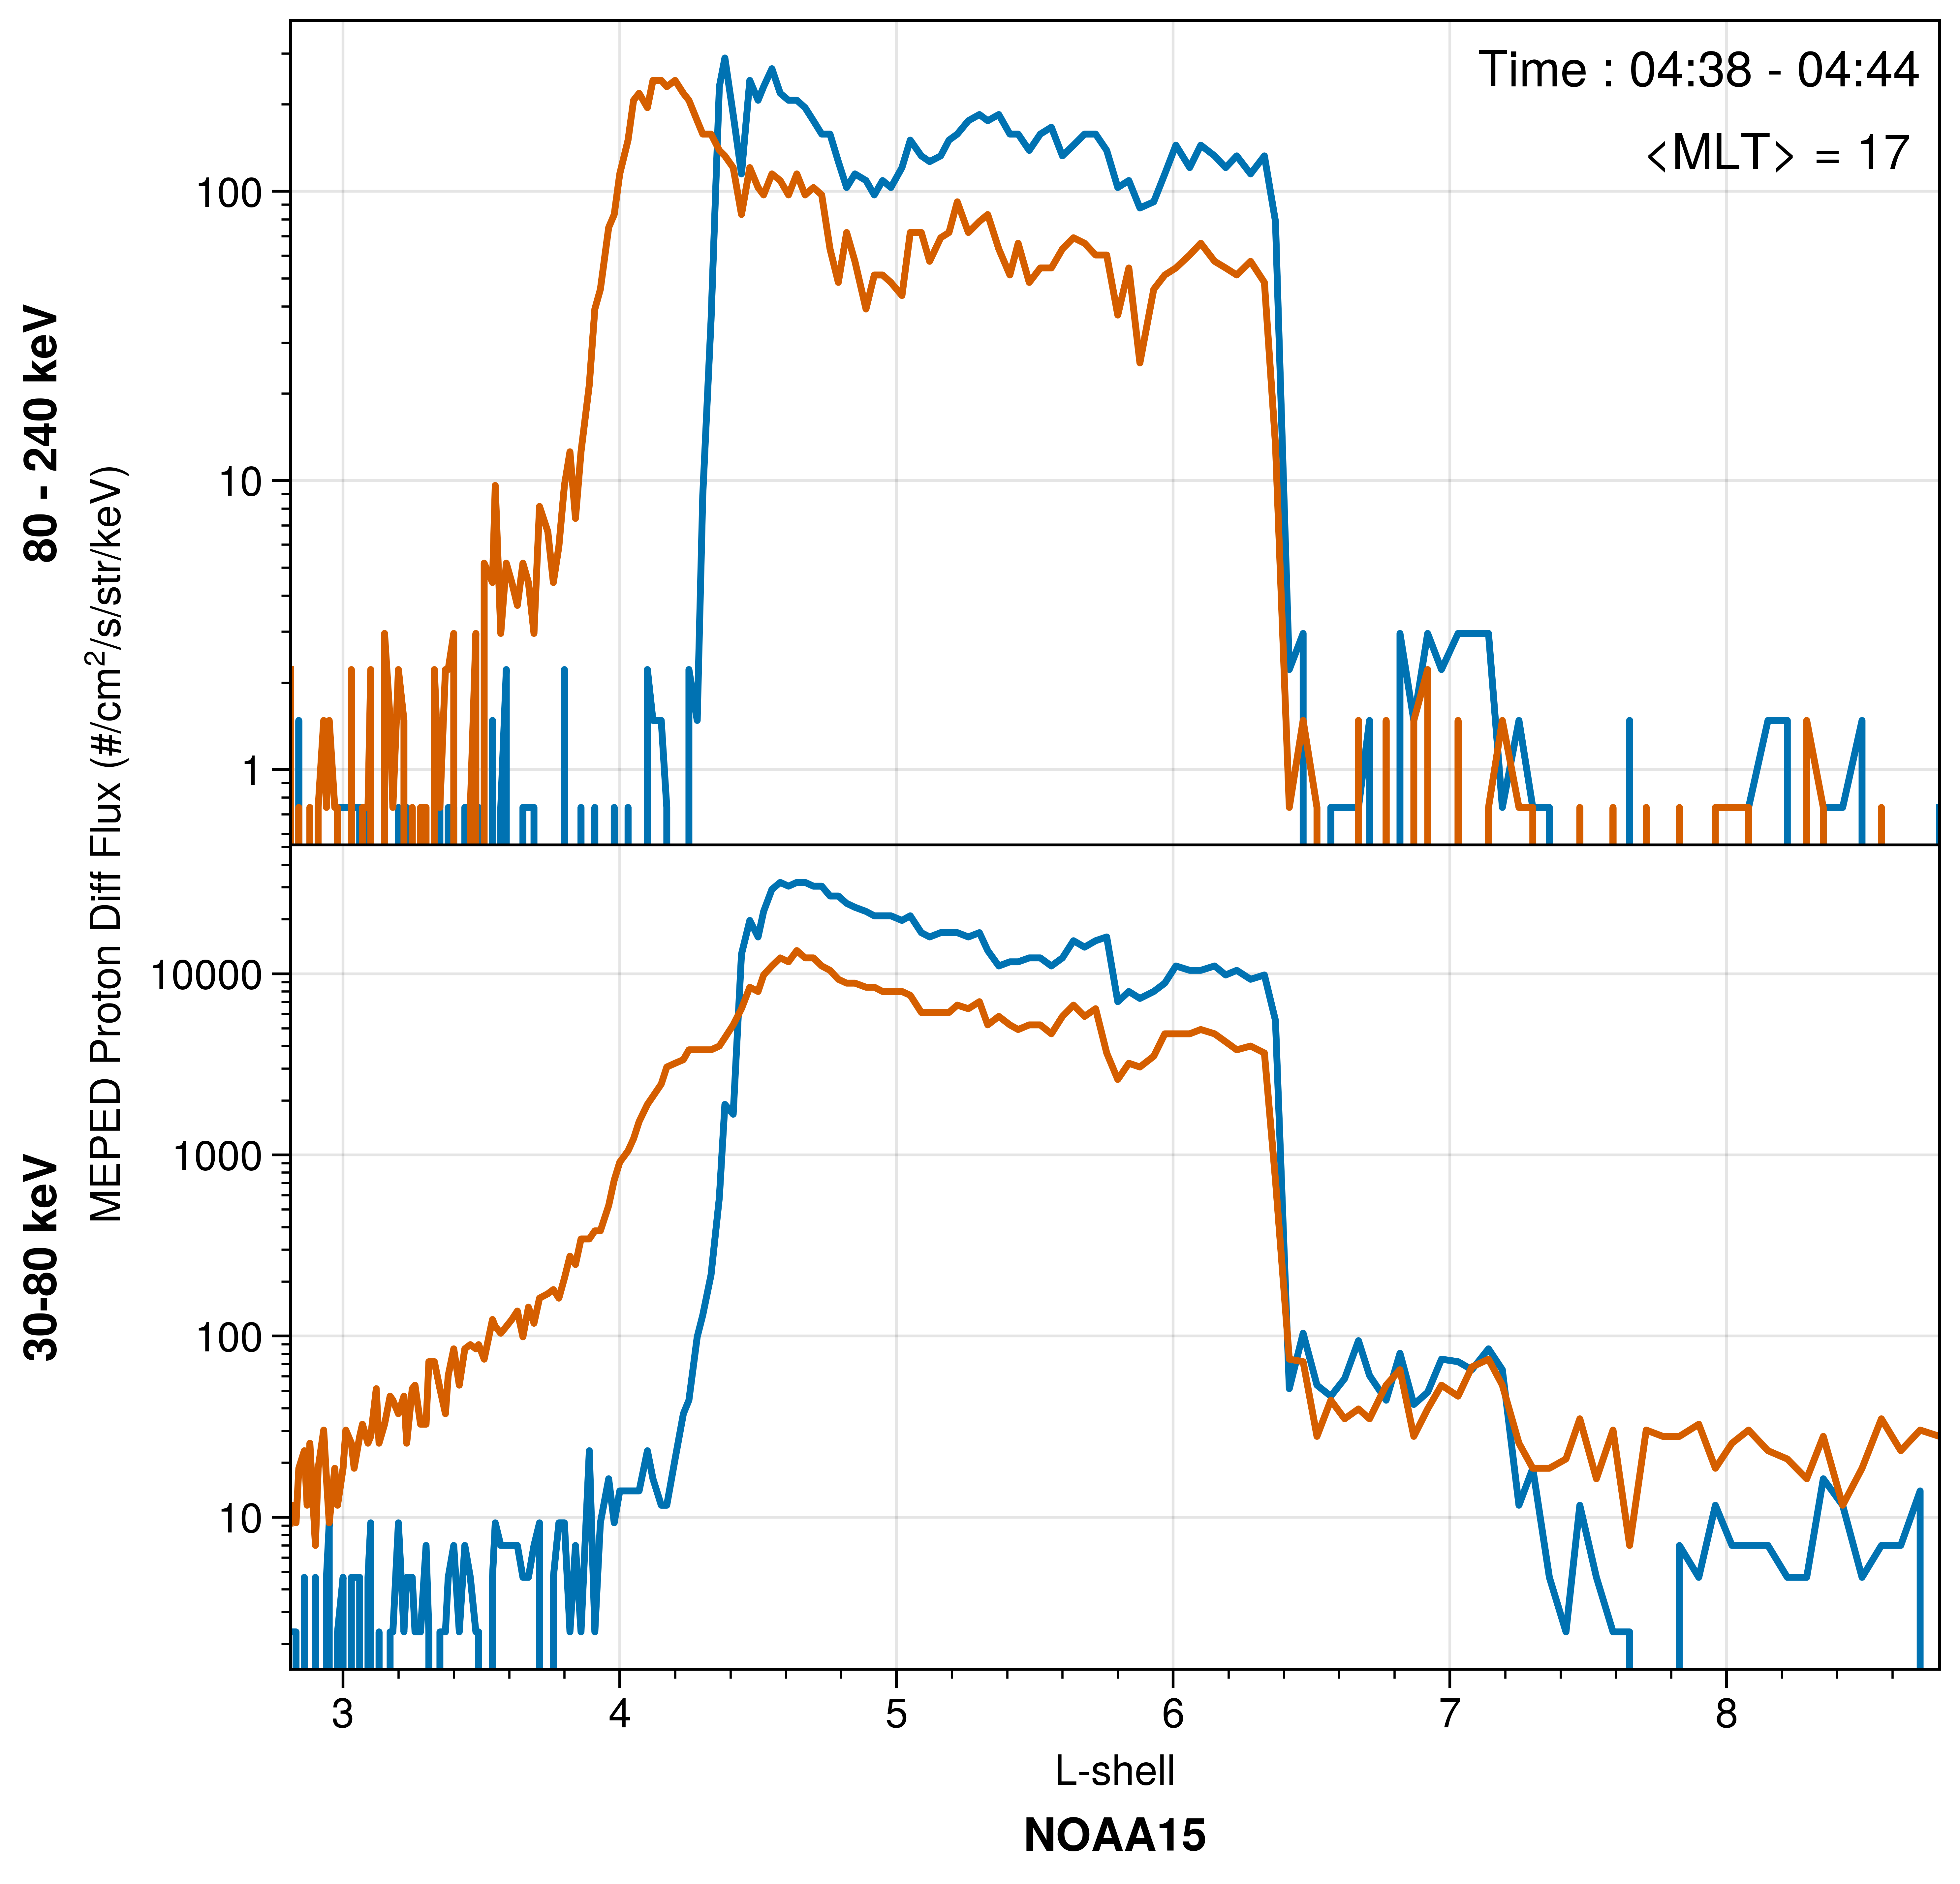 Time : 04:38 - 04:44
<MLT> = 17
80 - 240 keV
100
10
1
MEPED Proton Diff Flux (#/cm²/s/str/keV)
30-80 keV
10000
1000
100
10
3 4 5 6 7 8
L-shell
NOAA15